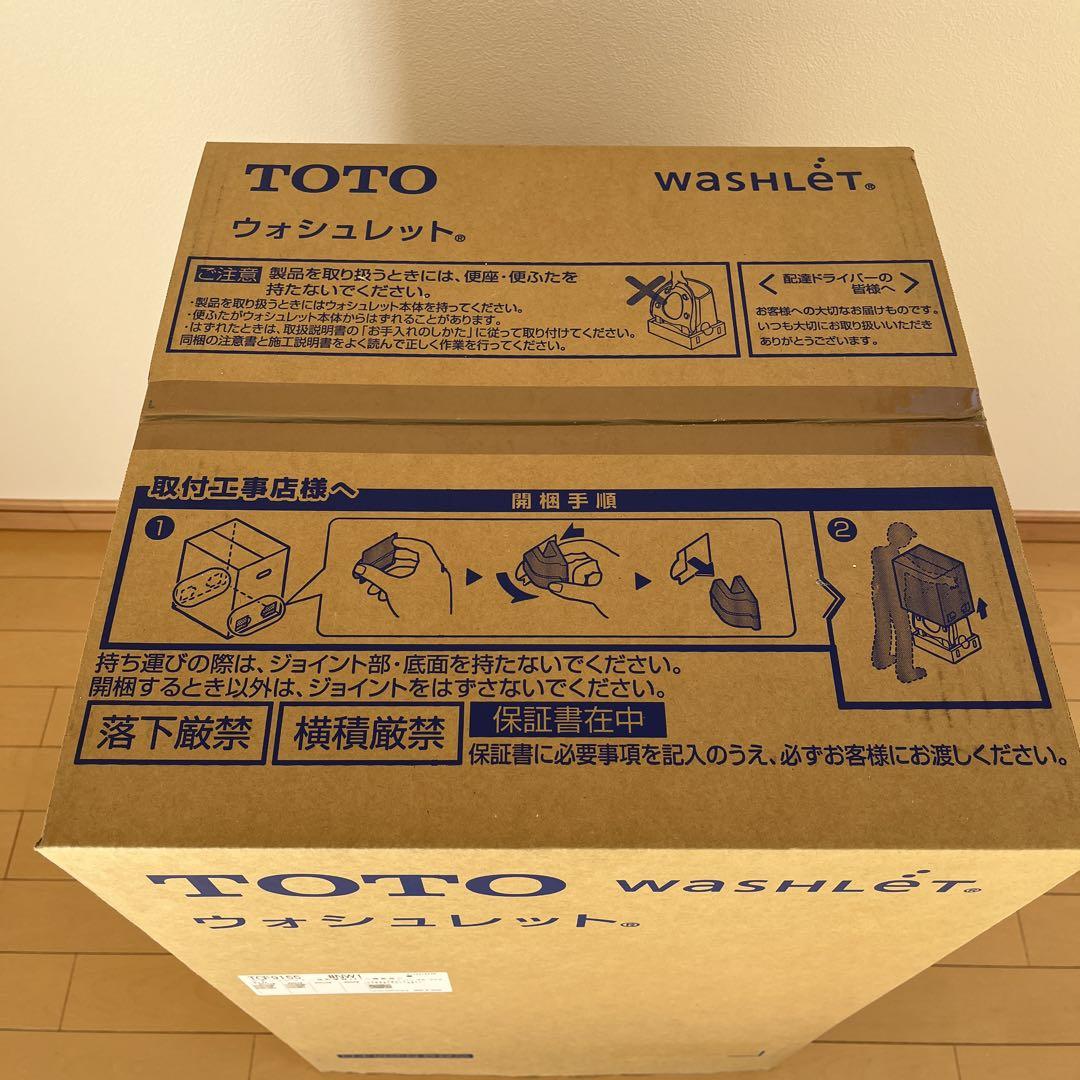 TOTO
washLeT®
ウォシュレット®
ご注意 製品を取り扱うときには、便座・便ふたを
持たないでください。
・製品を取り扱うときにはウォシュレット本体を持ってください。
・便ふたがウォシュレット本体からはずれることがあります。
・はずれたときは、取扱説明書の「お手入れのしかた」に従って取り付けてください。
同梱の注意書と施工説明書をよく読んで正しく作業を行ってください。
配達ドライバーの
皆様へ
お客様への大切なお届けものです。
いつも大切にお取り扱いいただき
ありがとうございます。
取付工事店様へ
開梱手順
1
2
持ち運びの際は、ジョイント部・底面を持たないでください。
開梱するとき以外は、ジョイントをはずさないでください。
落下厳禁
横積厳禁
保証書在中
保証書に必要事項を記入のうえ、必ずお客様にお渡しください。
TOTO
washLeT®
ウォシュレット®
TCF9155
#NW1